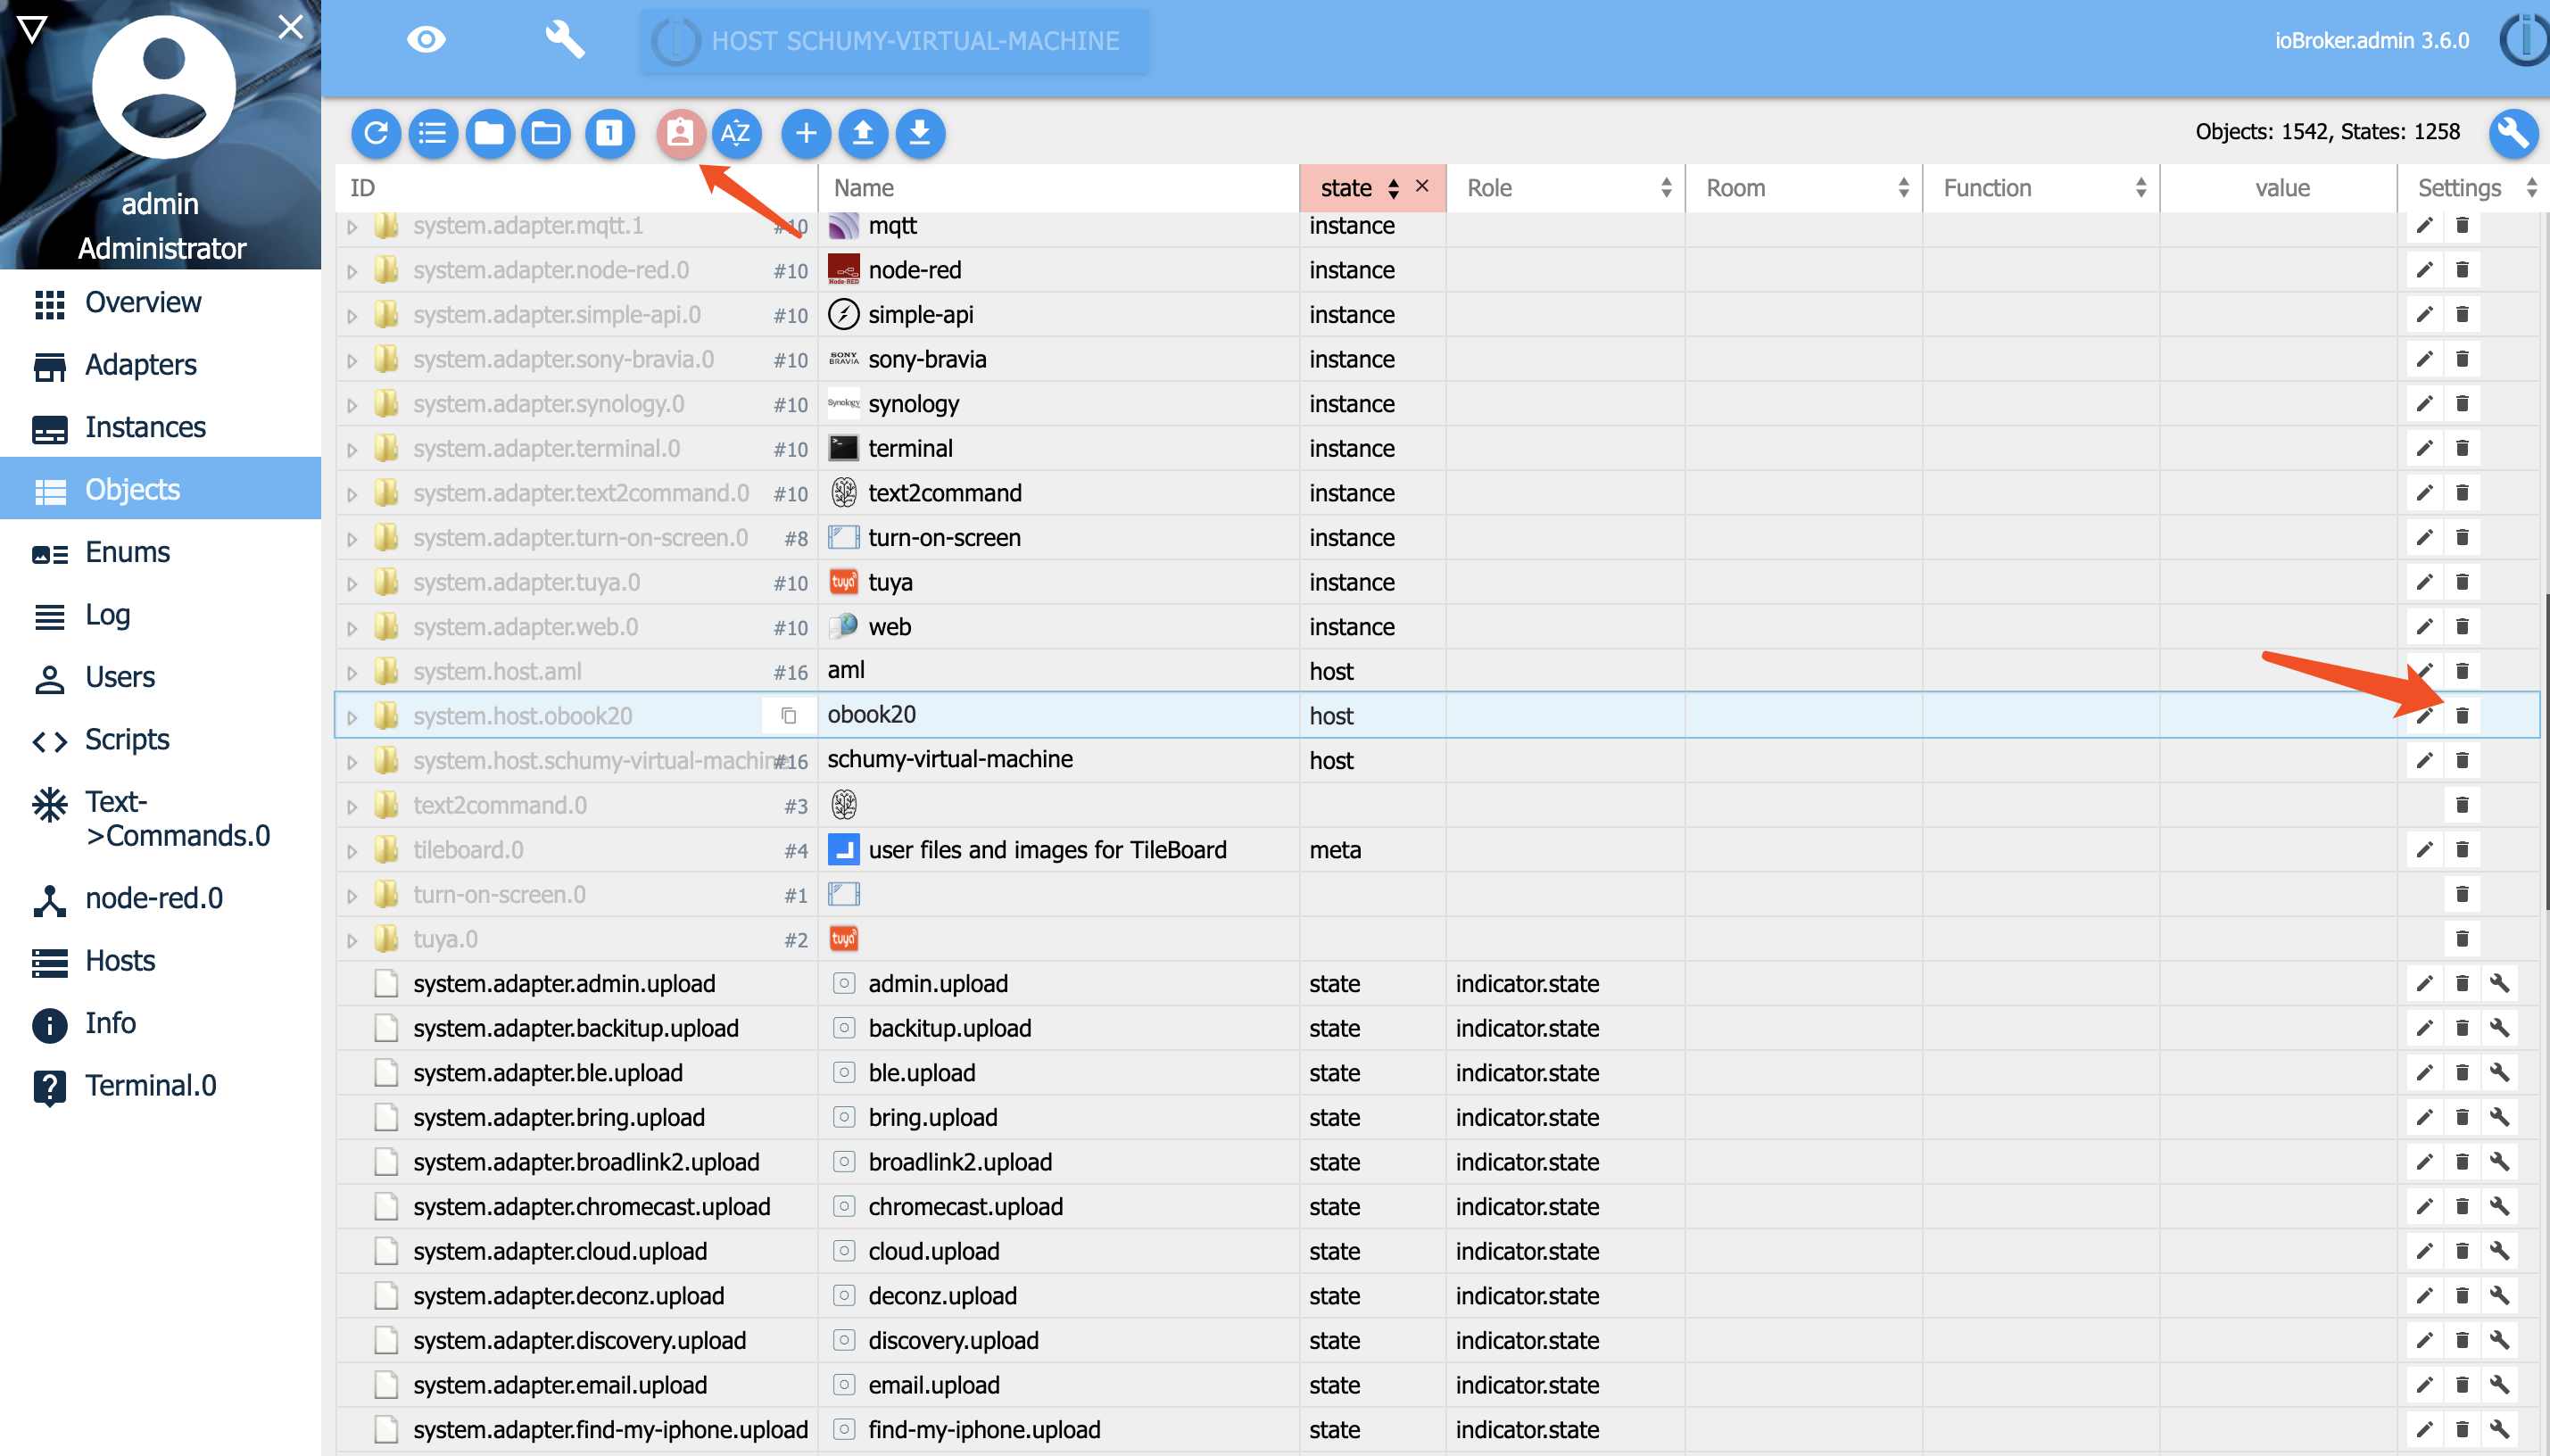 HOST SCHUMY-VIRTUAL-MACHINE
ioBroker.admin 3.6.0
admin
Administrator
Overview
Adapters
Instances
Objects
Enums
Log
Users
Scripts
Text-
>Commands.0
node-red.0
Hosts
Info
Terminal.0
1
AZ
Objects: 1542, States: 1258
ID Name state Role Room Function value Settings
system.adapter.mqtt.1 #10 mqtt instance
system.adapter.node-red.0 #10 node-red instance
system.adapter.simple-api.0 #10 simple-api instance
system.adapter.sony-bravia.0 #10 SONY BRAVIA sony-bravia instance
system.adapter.synology.0 #10 Synology synology instance
system.adapter.terminal.0 #10 terminal instance
system.adapter.text2command.0 #10 text2command instance
system.adapter.turn-on-screen.0 #8 turn-on-screen instance
system.adapter.tuya.0 #10 tuya tuya instance
system.adapter.web.0 #10 web instance
system.host.aml #16 aml host
system.host.obook20 obook20 host
system.host.schumy-virtual-machine #16 schumy-virtual-machine host
text2command.0 #3
tileboard.0 #4 user files and images for TileBoard meta
turn-on-screen.0 #1
tuya.0 #2 tuya
system.adapter.admin.upload admin.upload state indicator.state
system.adapter.backitup.upload backitup.upload state indicator.state
system.adapter.ble.upload ble.upload state indicator.state
system.adapter.bring.upload bring.upload state indicator.state
system.adapter.broadlink2.upload broadlink2.upload state indicator.state
system.adapter.chromecast.upload chromecast.upload state indicator.state
system.adapter.cloud.upload cloud.upload state indicator.state
system.adapter.deconz.upload deconz.upload state indicator.state
system.adapter.discovery.upload discovery.upload state indicator.state
system.adapter.email.upload email.upload state indicator.state
system.adapter.find-my-iphone.upload find-my-iphone.upload state indicator.state